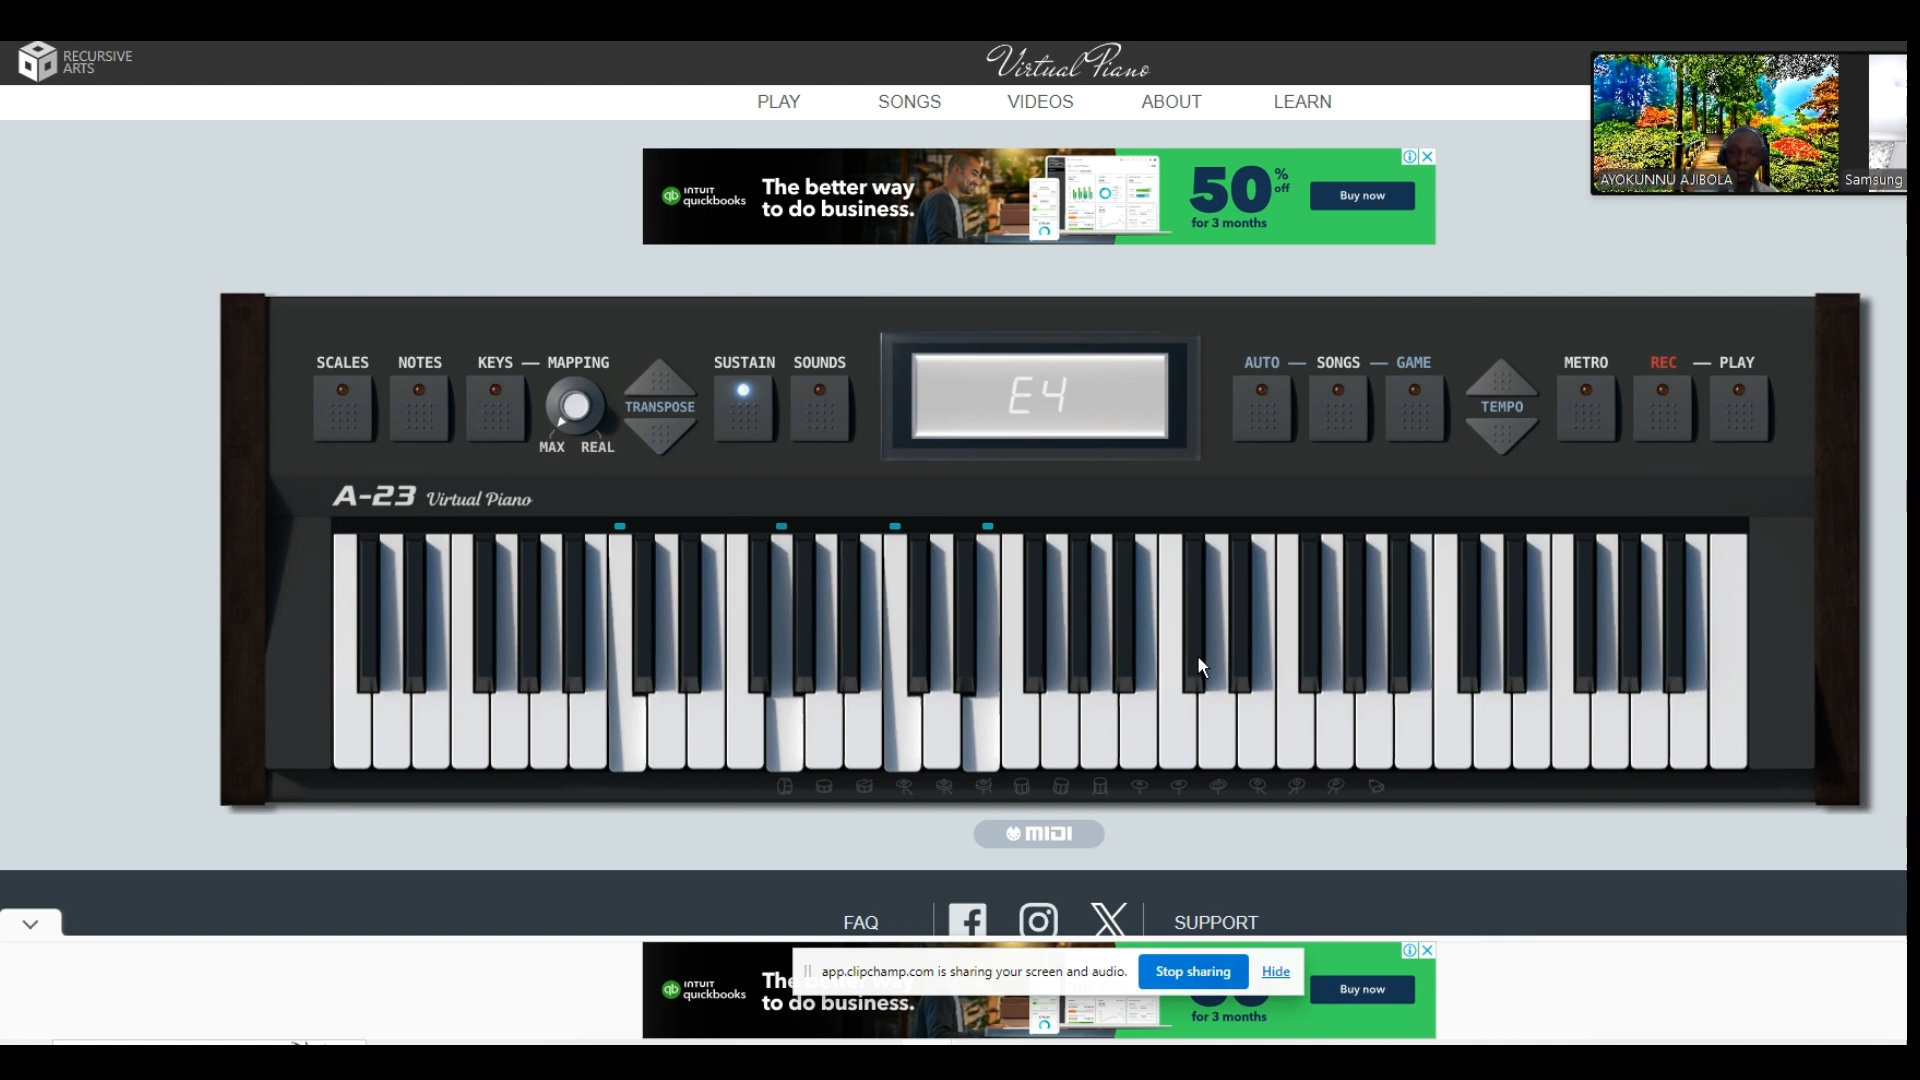 RECURSIVE
ARTS
Virtual Piano
PLAY SONGS VIDEOS ABOUT LEARN
AYOKUNNU AJIBOLA
Samsung
INTUIT
quickbooks
The better way
to do business.
50% off
for 3 months
Buy now
SCALES NOTES KEYS — MAPPING SUSTAIN SOUNDS
TRANSPOSE
MAX REAL
E4
AUTO — SONGS — GAME METRO REC — PLAY
TEMPO
A-23 Virtual Piano
MIDI
FAQ SUPPORT
app.clipchamp.com is sharing your screen and audio. Stop sharing Hide
INTUIT
quickbooks
The better way
to do business.
for 3 months
Buy now